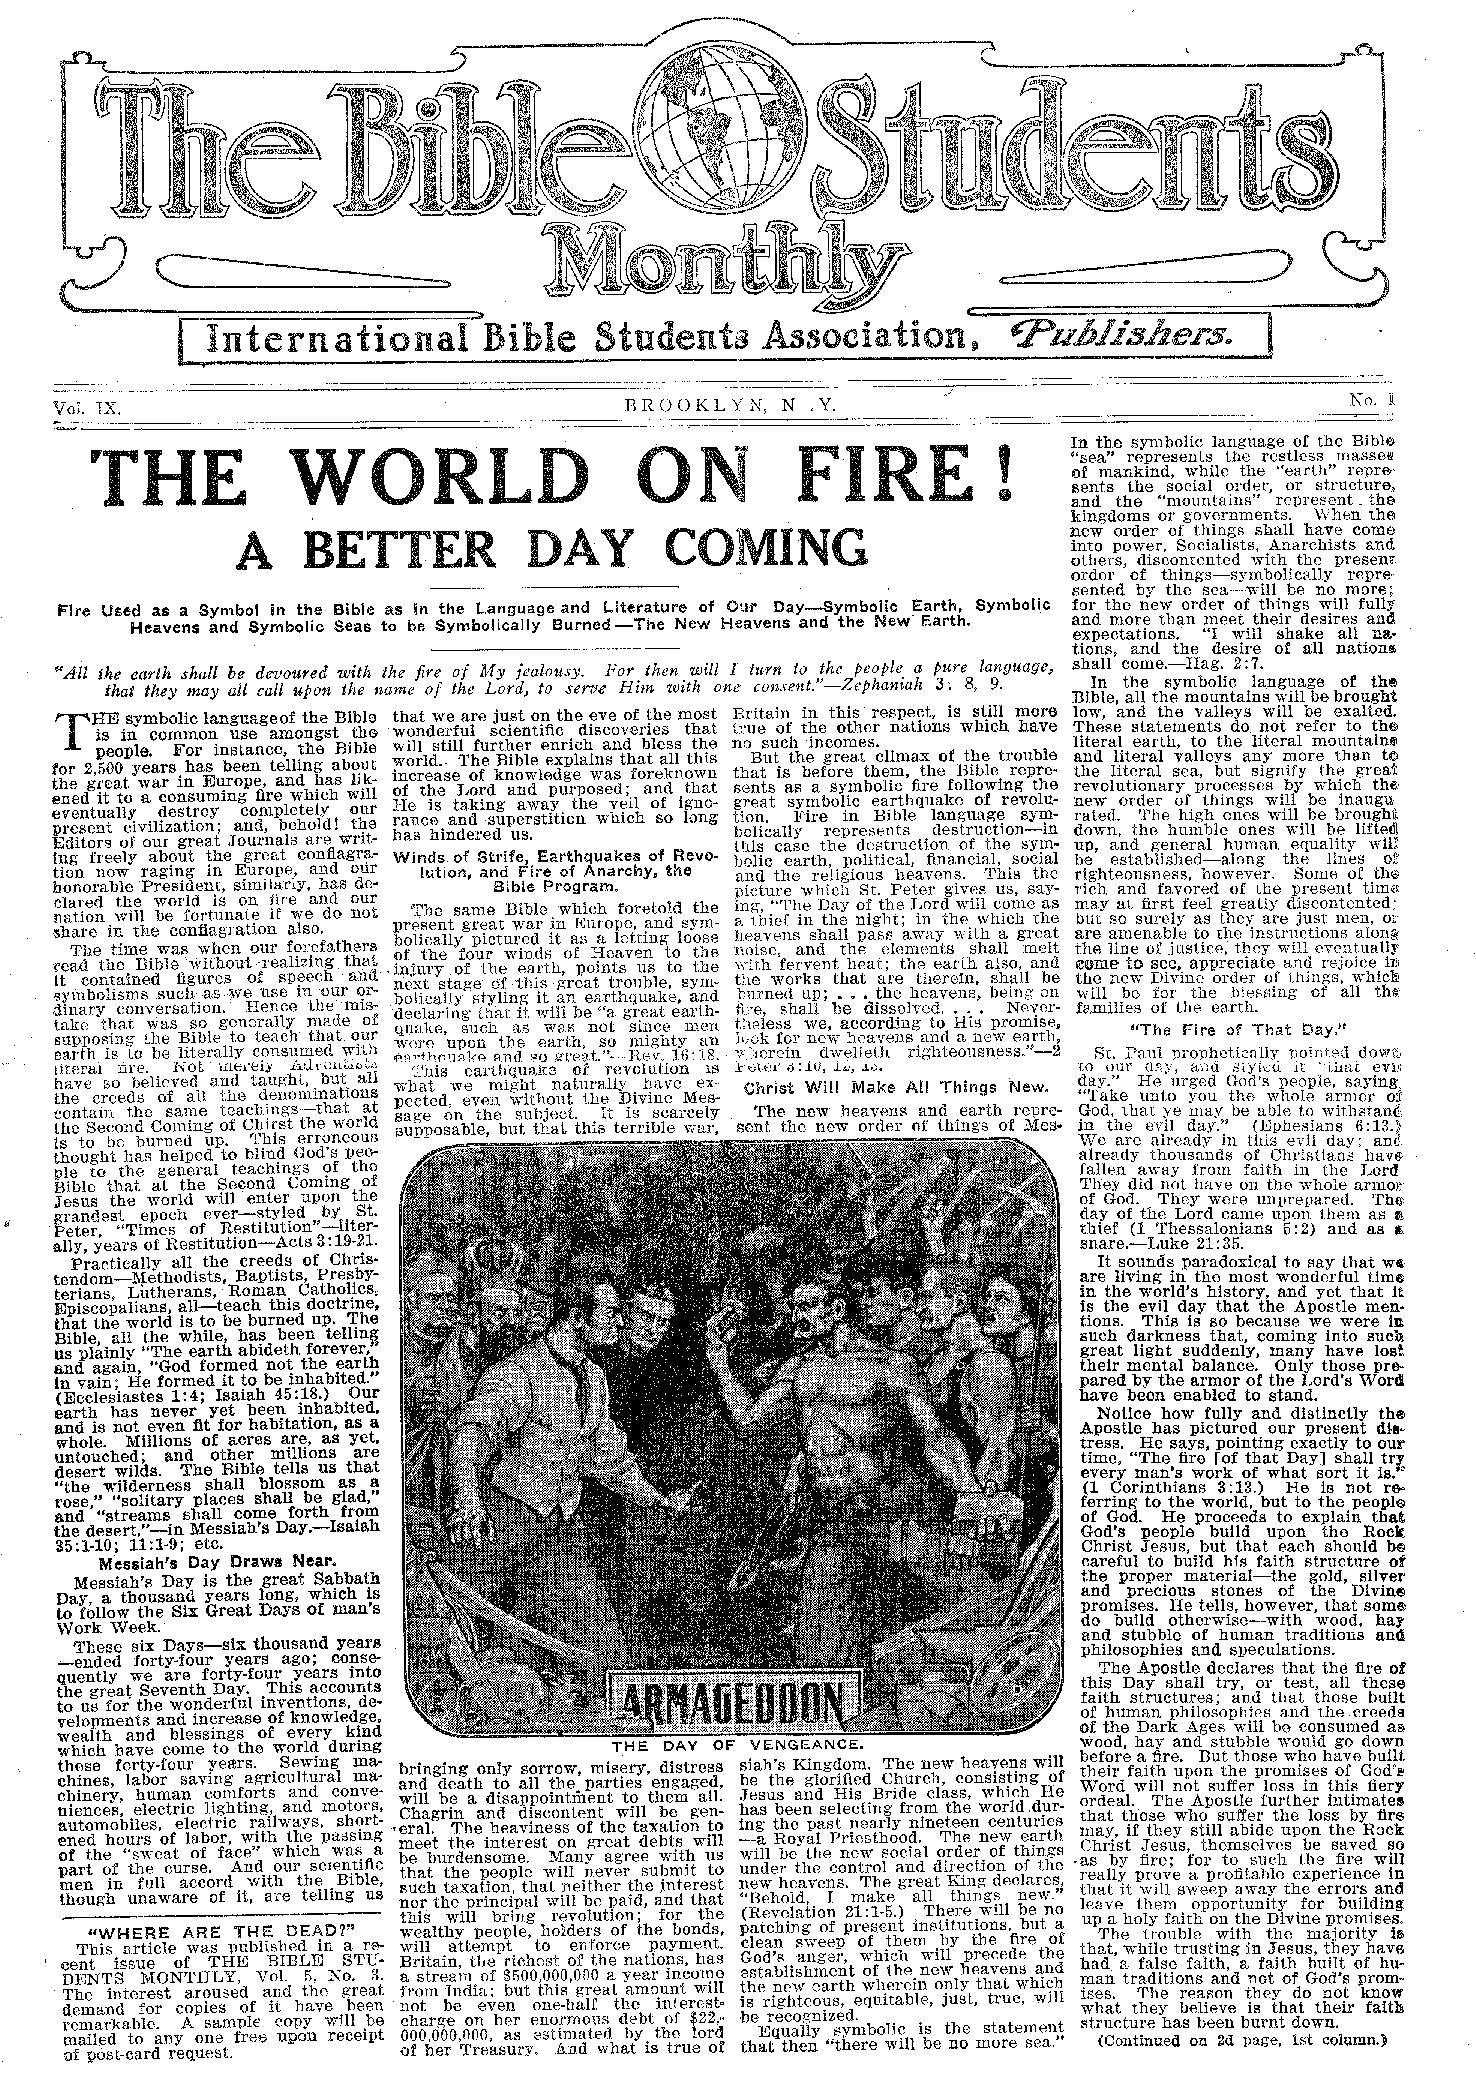 The Bible Students
Monthly
International Bible Students Association, Publishers.
Vol. IX. BROOKLYN, N .Y. No. 1
THE WORLD ON FIRE!
A BETTER DAY COMING
Fire Used as a Symbol in the Bible as in the Language and Literature of Our Day—Symbolic Earth, Symbolic
Heavens and Symbolic Seas to be Symbolically Burned—The New Heavens and the New Earth.
"All the earth shall be devoured with the fire of My jealousy. For then will I turn to the people a pure language,
that they may all call upon the name of the Lord, to serve Him with one consent."—Zephaniah 3: 8, 9.
THE symbolic language of the Bible
is in common use amongst the
people. For instance, the Bible
for 2,500 years has been telling about
the great war in Europe, and has lik-
ened it to a consuming fire which will
eventually destroy completely our
present civilization; and, behold! the
Editors of our great Journals are writ-
ing freely about the great conflagra-
tion now raging in Europe, and our
honorable President, similarly, has de-
clared the world is on fire and our
nation will be fortunate if we do not
share in the conflagration also.
The time was when our forefathers
read the Bible without realizing that
it contained figures of speech and
symbolisms such as we use in our or-
dinary conversation. Hence the mis-
take that was so generally made of
supposing the Bible to teach that our
earth is to be literally consumed with
literal fire. Not merely Adventists
have so believed and taught, but all
the creeds of all the denominations
contain the same teachings—that at
the Second Coming of Christ the world
is to be burned up. This erroneous
thought has helped to blind God's peo-
ple to the general teachings of the
Bible that at the Second Coming of
Jesus the world will enter upon the
grandest epoch ever—styled by St.
Peter, "Times of Restitution"—liter-
ally, years of Restitution—Acts 3:19-21.
Practically all the creeds of Chris-
tendom—Methodists, Baptists, Presby-
terians, Lutherans, Roman Catholics,
Episcopalians, all—teach this doctrine,
that the world is to be burned up. The
Bible, all the while, has been telling
us plainly "The earth abideth forever,"
and again, "God formed not the earth
in vain; He formed it to be inhabited."
(Ecclesiastes 1:4; Isaiah 45:18.) Our
earth has never yet been inhabited,
and is not even fit for habitation, as a
whole. Millions of acres are, as yet,
untouched; and other millions are
desert wilds. The Bible tells us that
"the wilderness shall blossom as a
rose," "solitary places shall be glad,"
and "streams shall come forth from
the desert,"—in Messiah's Day.—Isaiah
35:1-10; 11:1-9; etc.
Messiah's Day Draws Near.
Messiah's Day is the great Sabbath
Day, a thousand years long, which is
to follow the Six Great Days of man's
Work Week.
These six Days—six thousand years
—ended forty-four years ago; conse-
quently we are forty-four years into
the great Seventh Day. This accounts
to us for the wonderful inventions, de-
velopments and increase of knowledge,
wealth and blessings of every kind
which have come to the world during
these forty-four years. Sewing ma-
chines, labor saving agricultural ma-
chinery, human comforts and conve-
niences, electric lighting, and motors,
automobiles, electric railways, short-
ened hours of labor, with the passing
of the "sweat of face" which was a
part of the curse. And our scientific
men in full accord with the Bible,
though unaware of it, are telling us
"WHERE ARE THE DEAD?"
This article was published in a re-
cent issue of THE BIBLE STU-
DENTS MONTHLY, Vol. 5, No. 3.
The interest aroused and the great
demand for copies of it have been
remarkable. A sample copy will be
mailed to any one free upon receipt
of post-card request.
that we are just on the eve of the most
wonderful scientific discoveries that
will still further enrich and bless the
world. The Bible explains that all this
increase of knowledge was foreknown
of the Lord and purposed; and that
He is taking away the veil of igno-
rance and superstition which so long
has hindered us.
Winds of Strife, Earthquakes of Revo-
lution, and Fire of Anarchy, the
Bible Program.
The same Bible which foretold the
present great war in Europe, and sym-
bolically pictured it as a letting loose
of the four winds of Heaven to the
injury of the earth, points us to the
next stage of this great trouble, sym-
bolically styling it an earthquake, and
declaring that it will be "a great earth-
quake, such as was not since men
were upon the earth, so mighty an
earthquake and so great."—Rev. 16:18.
This earthquake of revolution is
what we might naturally have ex-
pected, even without the Divine Mes-
sage on the subject. It is scarcely
supposable, but that this terrible war,
Britain in this respect, is still more
true of the other nations which have
no such incomes.
But the great climax of the trouble
that is before them, the Bible repre-
sents as a symbolic fire following the
great symbolic earthquake of revolu-
tion. Fire in Bible language sym-
bolically represents destruction—in
this case the destruction of the sym-
bolic earth, political, financial, social
and the religious heavens. This the
picture which St. Peter gives us, say-
ing, "The Day of the Lord will come as
a thief in the night; in the which the
heavens shall pass away with a great
noise, and the elements shall melt
with fervent heat; the earth also, and
the works that are therein, shall be
burned up; . . . the heavens, being on
fire, shall be dissolved. . . . Never-
theless we, according to His promise,
look for new heavens and a new earth,
wherein dwelleth righteousness."—2
Peter 3:10, 12, 13.
Christ Will Make All Things New.
The new heavens and earth repre-
sent the new order of things of Mes-
ARMAGEDDON
THE DAY OF VENGEANCE.
bringing only sorrow, misery, distress
and death to all the parties engaged,
will be a disappointment to them all.
Chagrin and discontent will be gen-
eral. The heaviness of the taxation to
meet the interest on great debts will
be burdensome. Many agree with us
that the people will never submit to
such taxation, that neither the interest
nor the principal will be paid, and that
this will bring revolution; for the
wealthy people, holders of the bonds,
will attempt to enforce payment.
Britain, the richest of the nations, has
a stream of $500,000,000 a year income
from India; but this great amount will
not be even one-half the interest-
charge on her enormous debt of $22,-
000,000,000, as estimated by the lord
of her Treasury. And what is true of
siah's Kingdom. The new heavens will
be the glorified Church, consisting of
Jesus and His Bride class, which He
has been selecting from the world dur-
ing the past nearly nineteen centuries
—a Royal Priesthood. The new earth
will be the new social order of things
under the control and direction of the
new heavens. The great King declares,
"Behold, I make all things new."
(Revelation 21:1-5.) There will be no
patching of present institutions, but a
clean sweep of them by the fire of
God's anger, which will precede the
establishment of the new heavens and
the new earth wherein only that which
is righteous, equitable, just, true, will
be recognized.
Equally symbolic is the statement
that then "there will be no more sea."
In the symbolic language of the Bible
"sea" represents the restless masses
of mankind, while the "earth" repre-
sents the social order, or structure,
and the "mountains" represent the
kingdoms or governments. When the
new order of things shall have come
into power, Socialists, Anarchists and
others, discontented with the present
order of things—symbolically repre-
sented by the sea—will be no more;
for the new order of things will fully
and more than meet their desires and
expectations. "I will shake all na-
tions, and the desire of all nations
shall come.—Hag. 2:7.
In the symbolic language of the
Bible, all the mountains will be brought
low, and the valleys will be exalted.
These statements do not refer to the
literal earth, to the literal mountains
and literal valleys any more than to
the literal sea, but signify the great
revolutionary processes by which the
new order of things will be inaugu
rated. The high ones will be brought
down, the humble ones will be lifted
up, and general human equality will
be established—along the lines of
righteousness, however. Some of the
rich and favored of the present time
may at first feel greatly discontented;
but so surely as they are just men, or
are amenable to the instructions along
the line of justice, they will eventually
come to see, appreciate and rejoice in
the new Divine order of things, which
will be for the blessing of all the
families of the earth.
"The Fire of That Day."
St. Paul prophetically pointed down
to our day, and styled it "that evil
day." He urged God's people, saying,
"Take unto you the whole armor of
God, that ye may be able to withstand
in the evil day." (Ephesians 6:13.)
We are already in this evil day; and
already thousands of Christians have
fallen away from faith in the Lord
They did not have on the whole armor
of God. They were unprepared. The
day of the Lord came upon them as a
thief (1 Thessalonians 5:2) and as a
snare.—Luke 21:35.
It sounds paradoxical to say that we
are living in the most wonderful time
in the world's history, and yet that it
is the evil day that the Apostle men-
tions. This is so because we were in
such darkness that, coming into such
great light suddenly, many have lost
their mental balance. Only those pre-
pared by the armor of the Lord's Word
have been enabled to stand.
Notice how fully and distinctly the
Apostle has pictured our present dis-
tress. He says, pointing exactly to our
time, "The fire [of that Day] shall try
every man's work of what sort it is."
(1 Corinthians 3:13.) He is not re-
ferring to the world, but to the people
of God. He proceeds to explain that
God's people build upon the Rock
Christ Jesus, but that each should be
careful to build his faith structure of
the proper material—the gold, silver
and precious stones of the Divine
promises. He tells, however, that some
do build otherwise—with wood, hay
and stubble of human traditions and
philosophies and speculations.
The Apostle declares that the fire of
this Day shall try, or test, all these
faith structures; and that those built
of human philosophies and the creeds
of the Dark Ages will be consumed as
wood, hay and stubble would go down
before a fire. But those who have built
their faith upon the promises of God's
Word will not suffer loss in this fiery
ordeal. The Apostle further intimates
that those who suffer the loss by fire
may, if they still abide upon the Rock
Christ Jesus, themselves be saved so
as by fire; for to such the fire will
really prove a profitable experience in
that it will sweep away the errors and
leave them opportunity for building
up a holy faith on the Divine promises.
The trouble with the majority is
that, while trusting in Jesus, they have
had a false faith, a faith built of hu-
man traditions and not of God's prom-
ises. The reason they do not know
what they believe is that their faith
structure has been burnt down.
(Continued on 2d page, 1st column.)